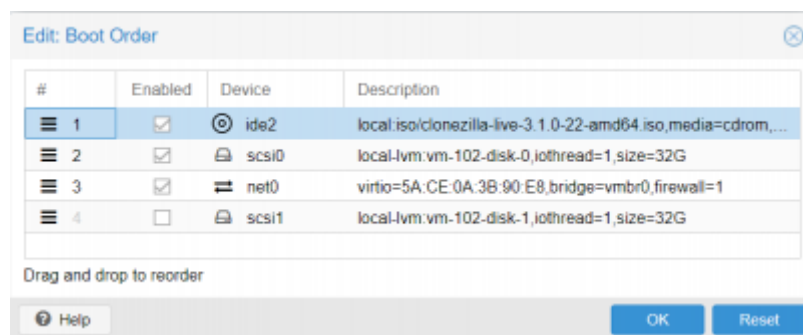 Edit: Boot Order
# Enabled Device Description
1 ide2 local:iso/clonezilla-live-3.1.0-22-amd64.iso,media=cdrom,...
2 scsi0 local-lvm:vm-102-disk-0,iothread=1,size=32G
3 net0 virtio=5A:CE:0A:3B:90:E8,bridge=vmbr0,firewall=1
4 scsi1 local-lvm:vm-102-disk-1,iothread=1,size=32G
Drag and drop to reorder
Help OK Reset